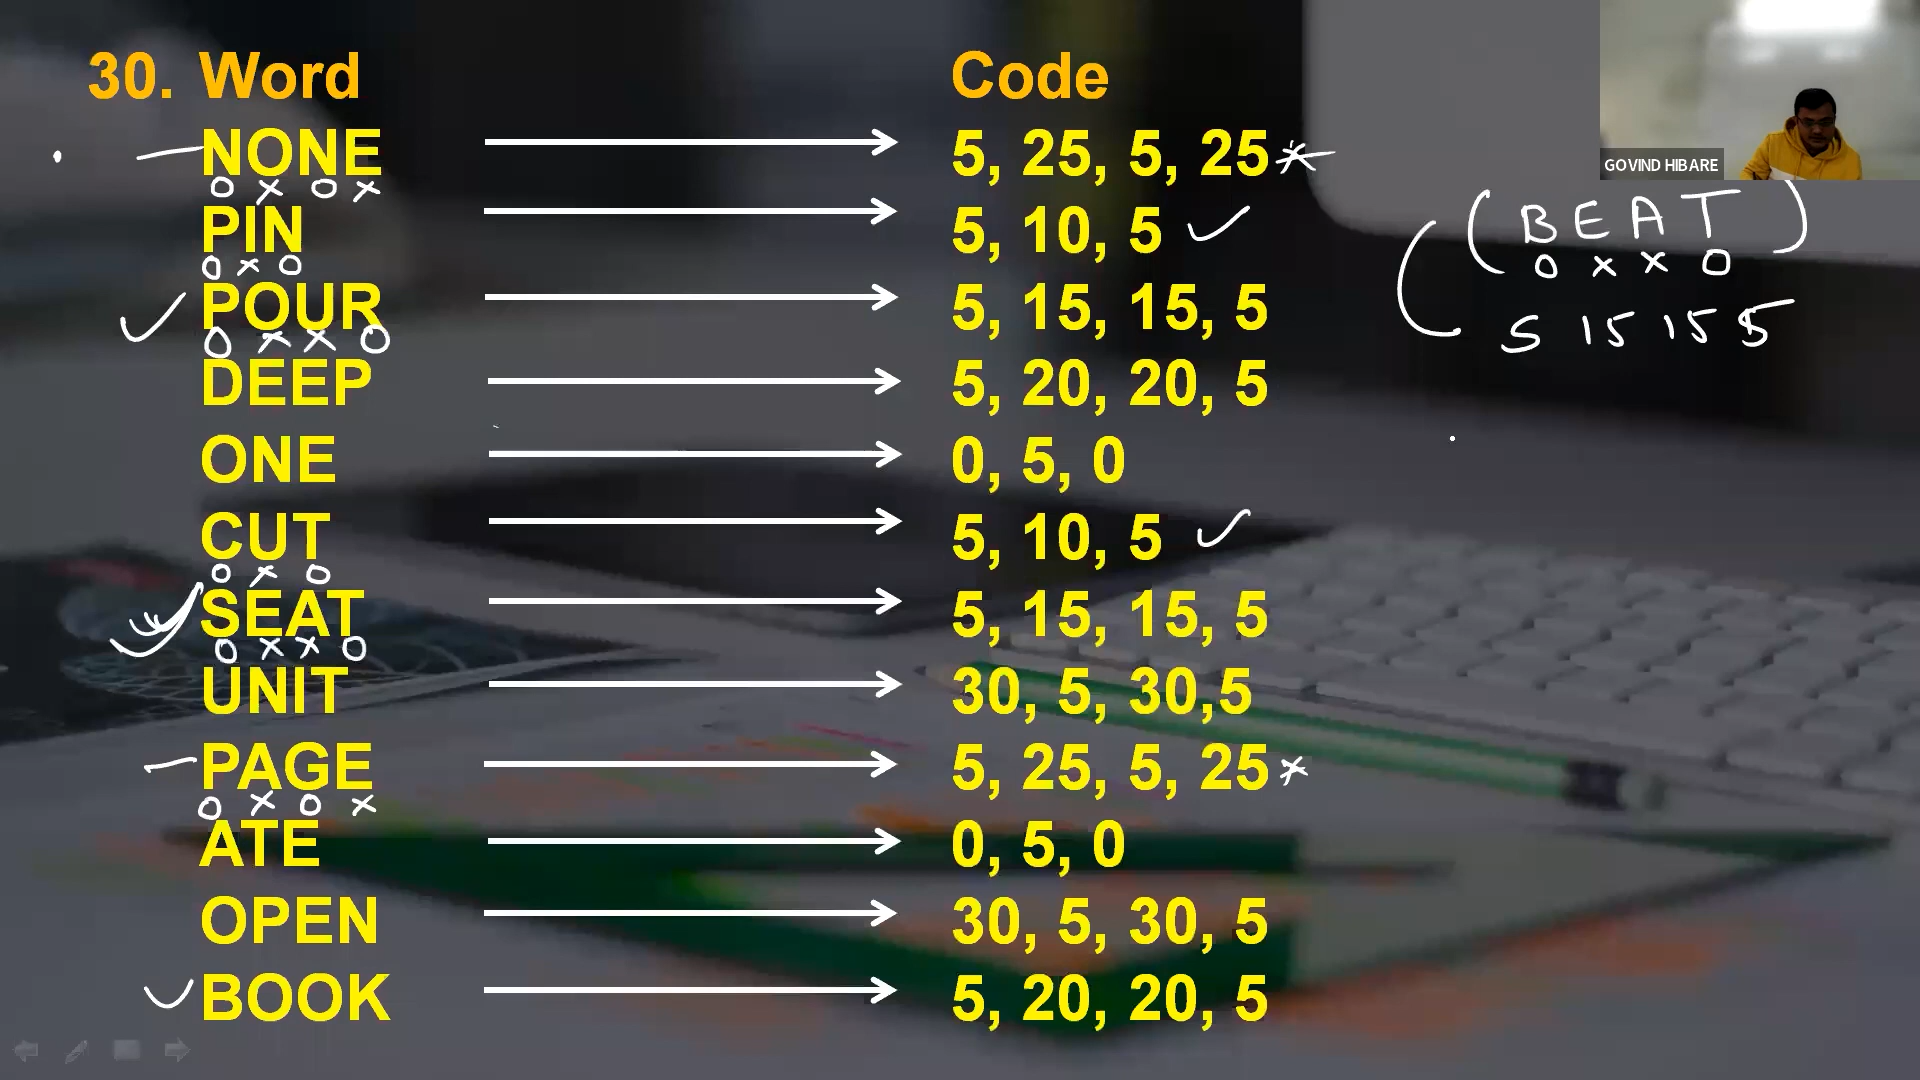 30. Word Code
NONE 5, 25, 5, 25 *
o x o x
PIN 5, 10, 5 ✓
o x o
✓ POUR 5, 15, 15, 5
o x x o
DEEP 5, 20, 20, 5
ONE 0, 5, 0
CUT 5, 10, 5 ✓
o x o
SEAT 5, 15, 15, 5
o x x o
UNIT 30, 5, 30,5
PAGE 5, 25, 5, 25 *
o x o x
ATE 0, 5, 0
OPEN 30, 5, 30, 5
✓ BOOK 5, 20, 20, 5
GOVIND HIBARE
(BEAT)
o x x o
5 15 15 5